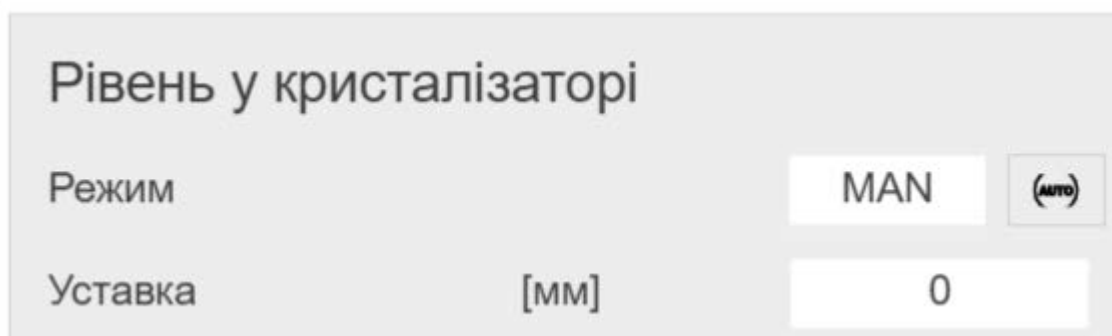 Рівень у кристалізаторі
Режим MAN (AUTO)
Уставка [мм] 0